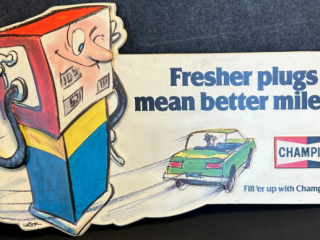 Fresher plugs
mean better mile
CHAMPI
Fill 'er up with Champ